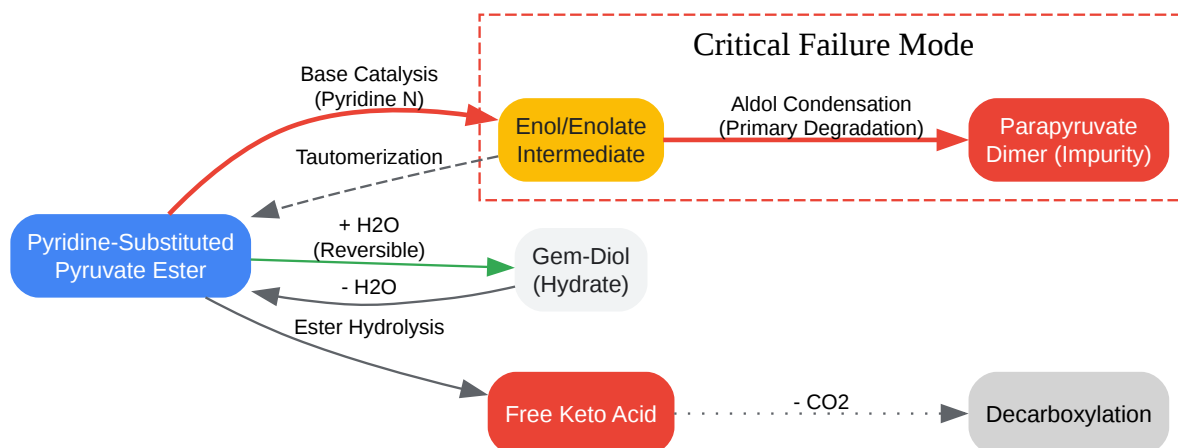 Critical Failure Mode
Base Catalysis
(Pyridine N)
Enol/Enolate
Intermediate
Aldol Condensation
(Primary Degradation)
Parapyruvate
Dimer (Impurity)
Tautomerization
Pyridine-Substituted
Pyruvate Ester
+ H2O
(Reversible)
Gem-Diol
(Hydrate)
- H2O
Ester Hydrolysis
Free Keto Acid
- CO2
Decarboxylation